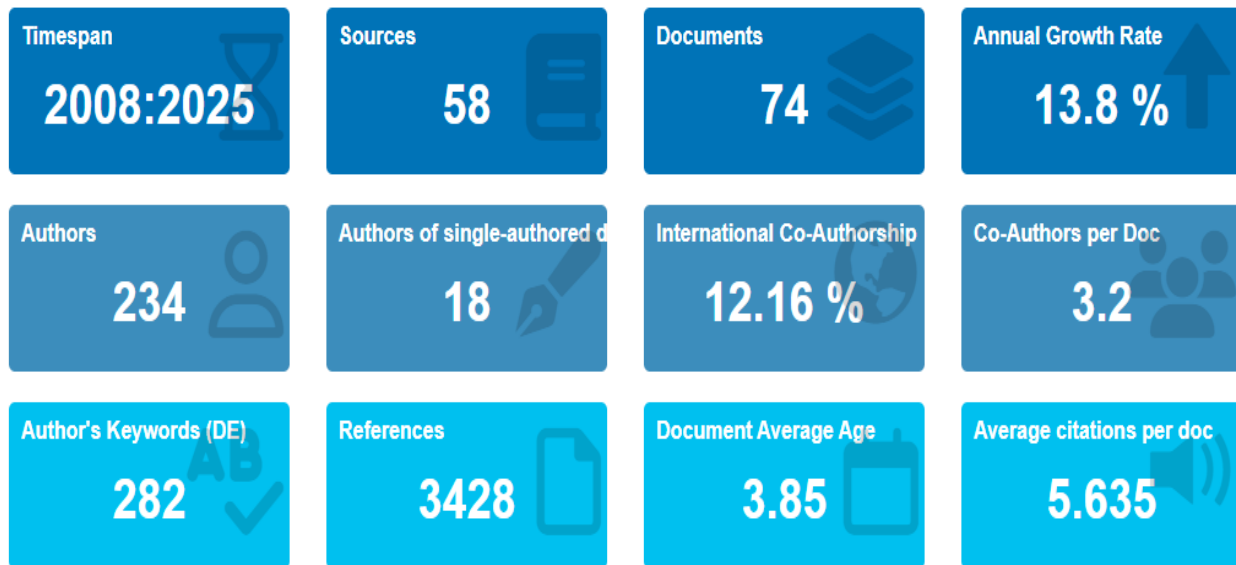 Timespan
2008:2025
Sources
58
Documents
74
Annual Growth Rate
13.8 %
Authors
234
Authors of single-authored d
18
International Co-Authorship
12.16 %
Co-Authors per Doc
3.2
Author's Keywords (DE)
282
AB
References
3428
Document Average Age
3.85
Average citations per doc
5.635